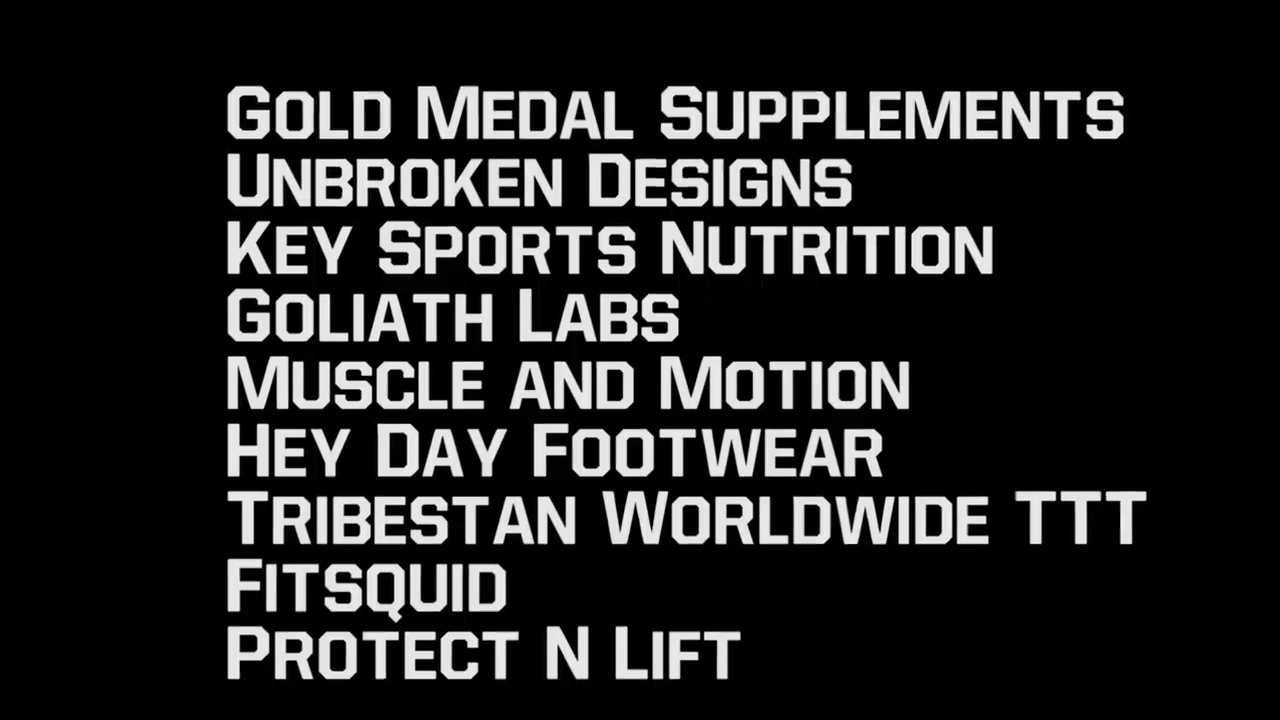 Gold Medal Supplements
Unbroken Designs
Key Sports Nutrition
Goliath Labs
Muscle and Motion
Hey Day Footwear
Tribestan Worldwide TTT
Fitsquid
Protect N Lift